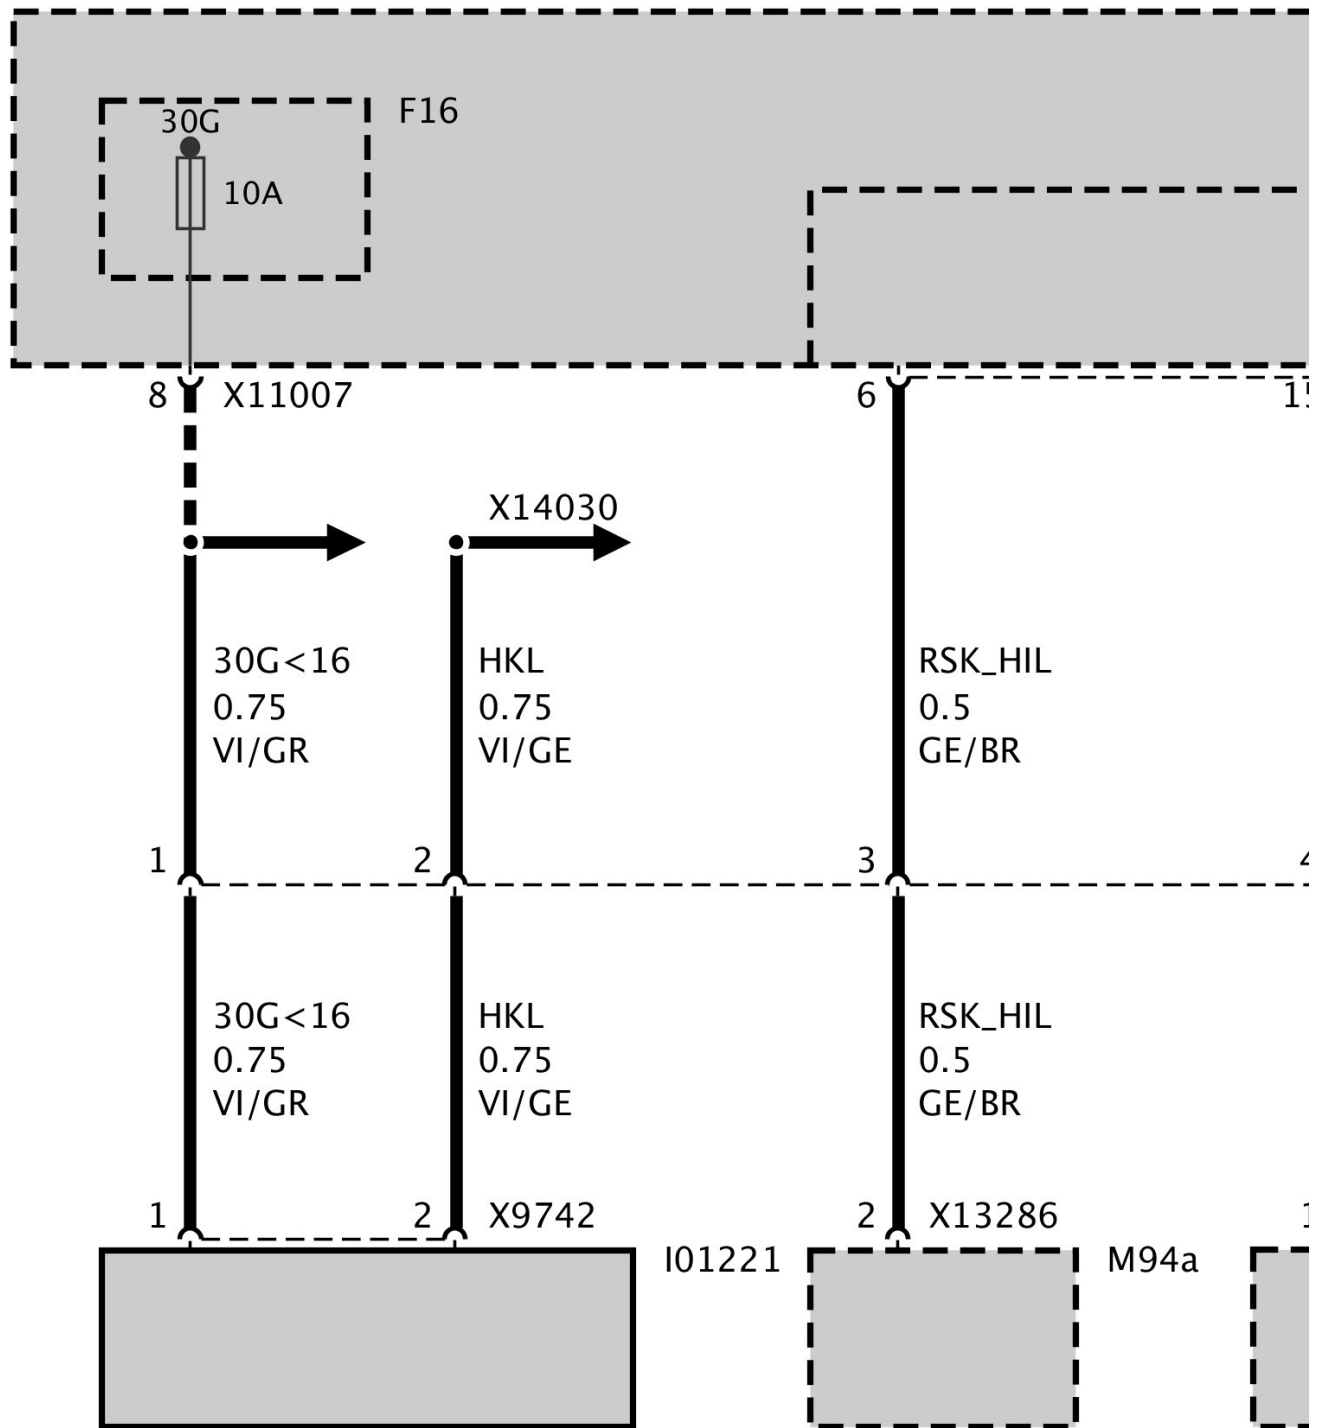 F16
30G
10A
8 X11007
6
X14030
30G<16
0.75
VI/GR
HKL
0.75
VI/GE
RSK_HIL
0.5
GE/BR
1
2
3
30G<16
0.75
VI/GR
HKL
0.75
VI/GE
RSK_HIL
0.5
GE/BR
1
2 X9742
2 X13286
I01221
M94a